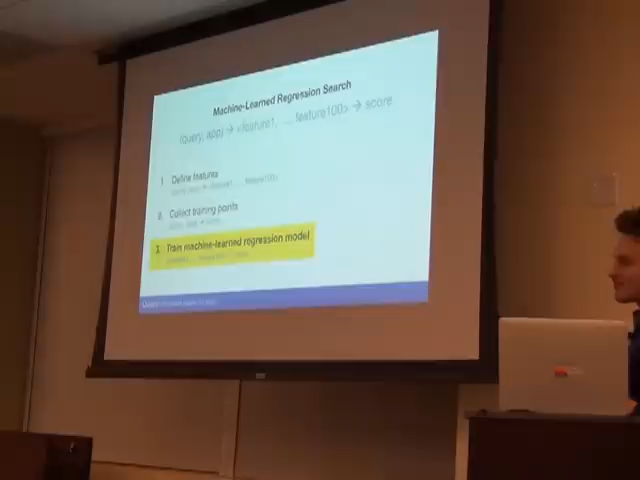 Machine-Learned Regression Search
(query, app) → <feature1, ... feature100> → score
1. Define features
2. Collect training points
3. Train machine-learned regression model